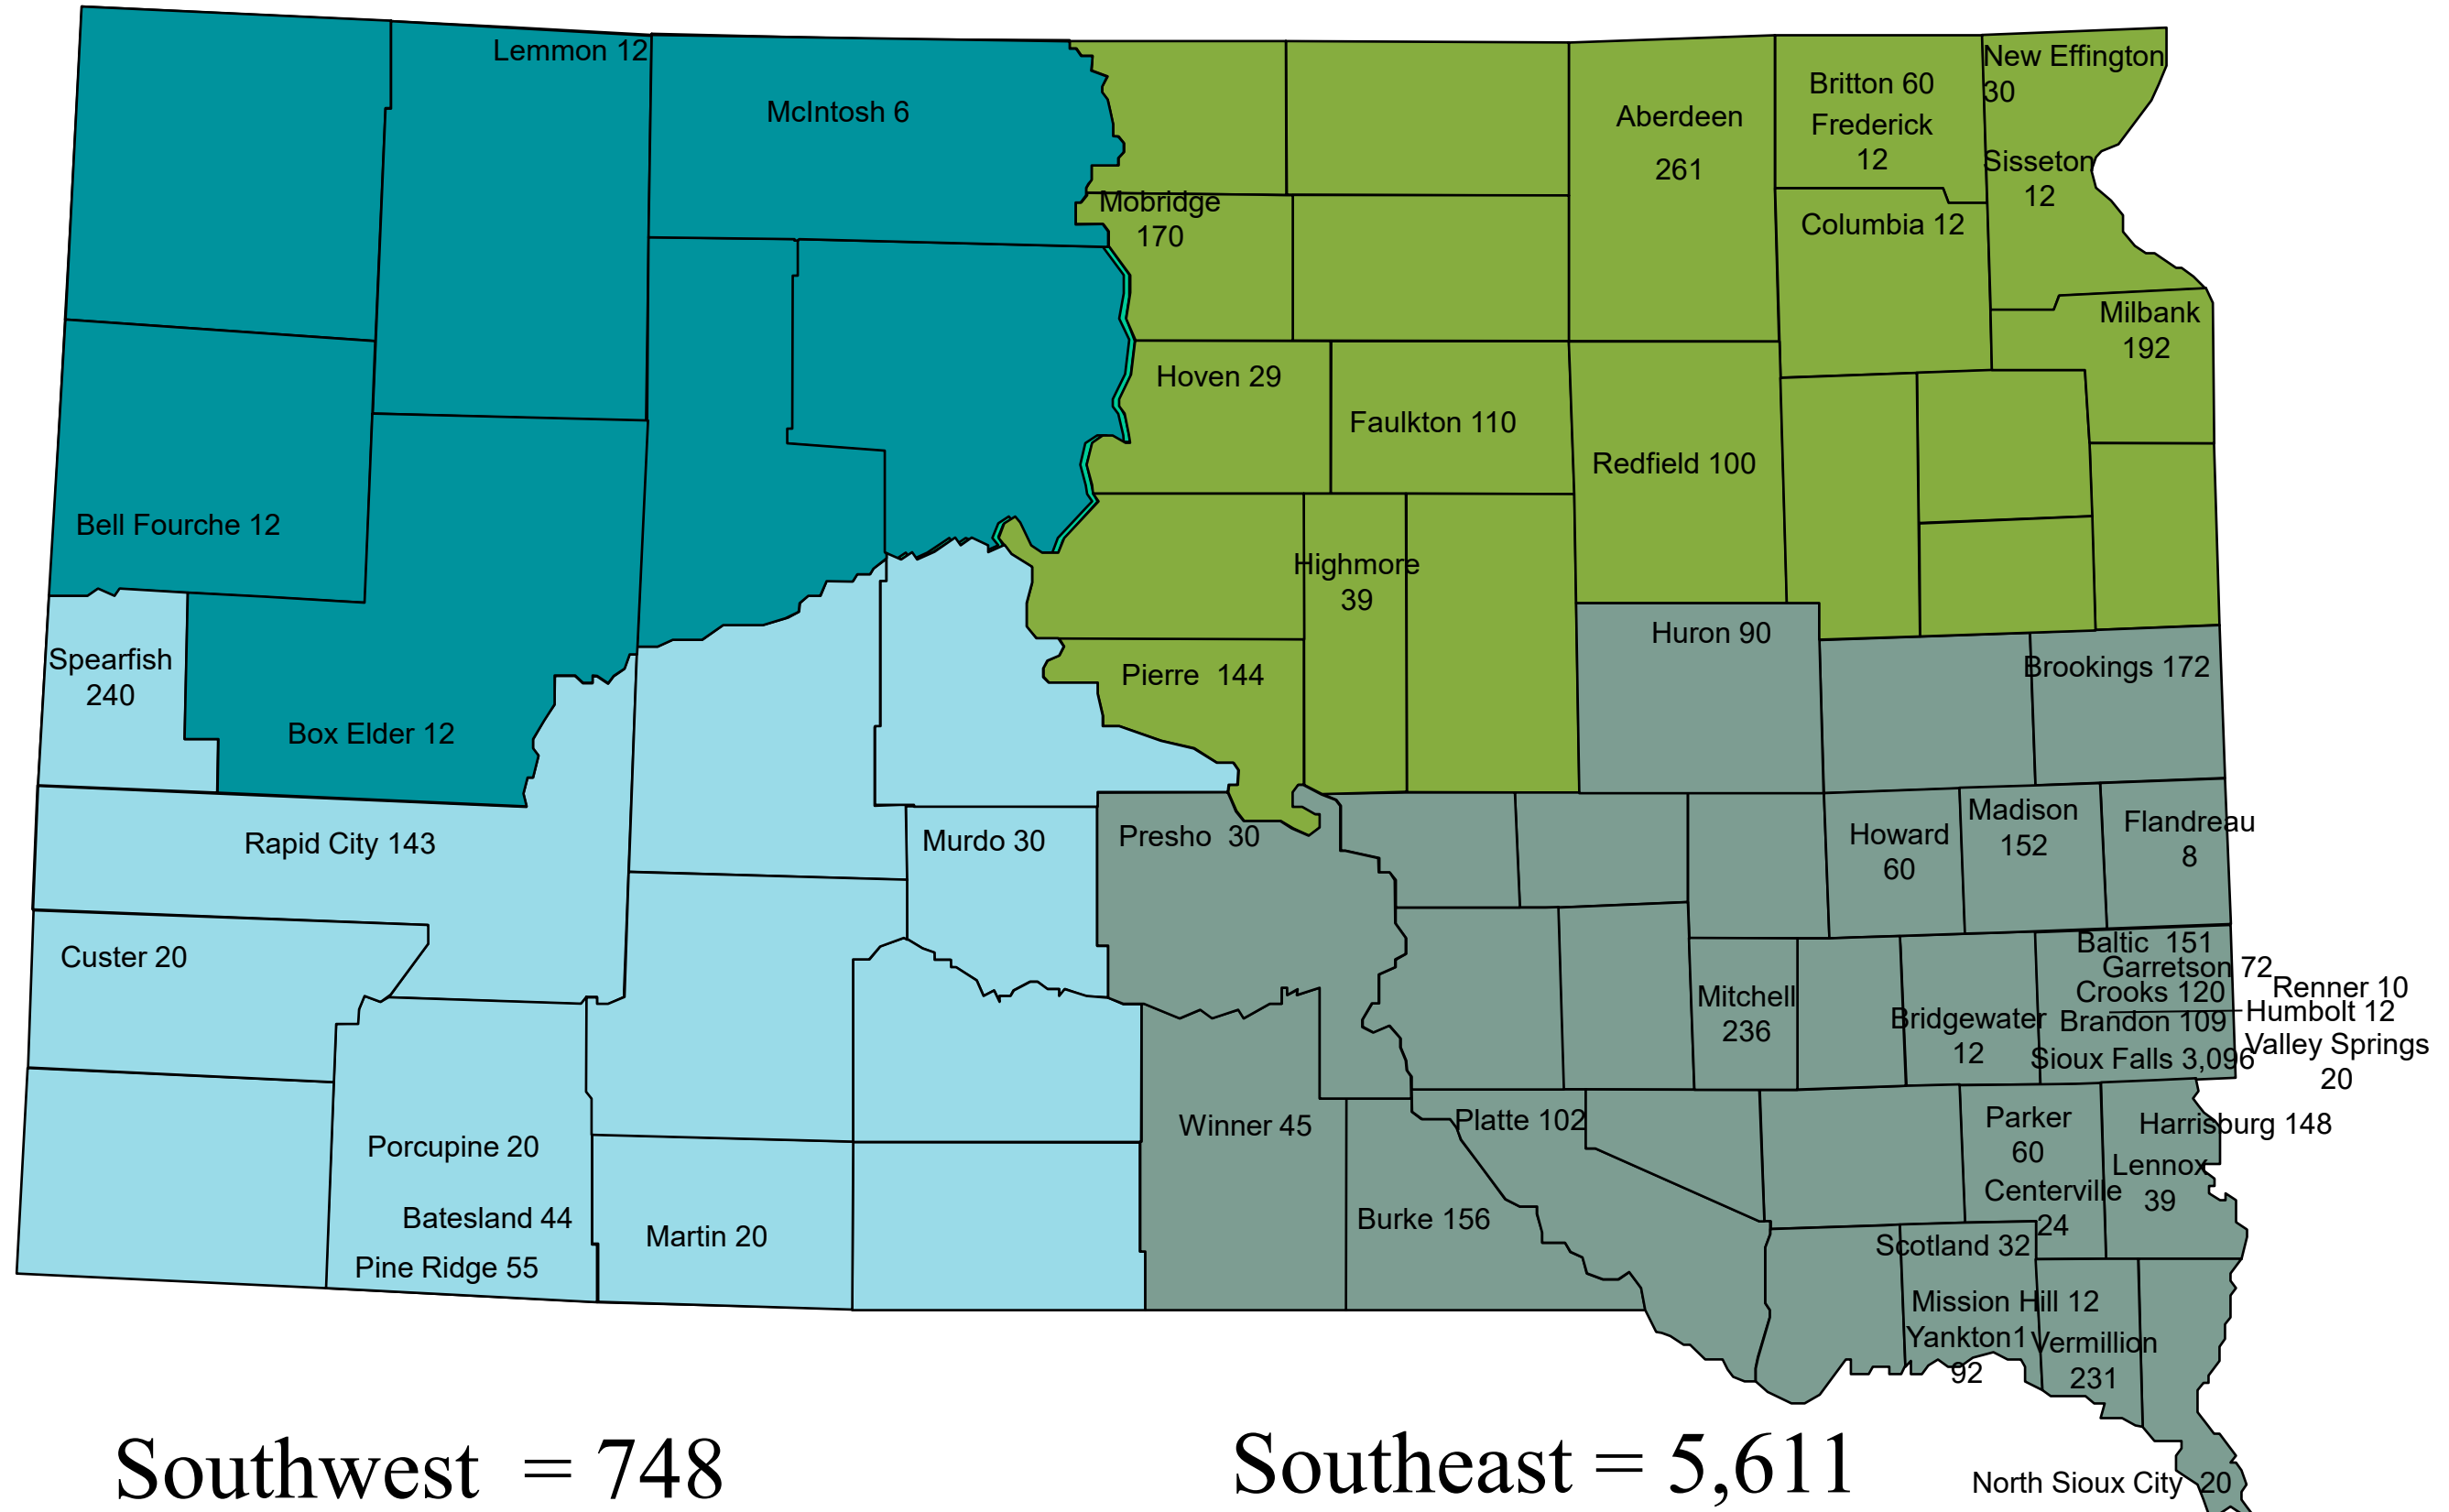 Lemmon 12
McIntosh 6
Bell Fourche 12
Box Elder 12
Mobridge
170
Aberdeen
261
Britton 60
Frederick
12
New Effington
30
Sisseton
12
Columbia 12
Milbank
192
Hoven 29
Faulkton 110
Redfield 100
Highmore
39
Pierre 144
Spearfish
240
Rapid City 143
Custer 20
Murdo 30
Porcupine 20
Batesland 44
Pine Ridge 55
Martin 20
Huron 90
Brookings 172
Presho 30
Howard
60
Madison
152
Flandreau
8
Mitchell
236
Bridgewater
12
Baltic 151
Garretson 72
Crooks 120
Renner 10
Humbolt 12
Brandon 109
Sioux Falls 3,096
Valley Springs
20
Winner 45
Burke 156
Platte 102
Parker
60
Harrisburg 148
Lennox
39
Centerville
24
Scotland 32
Mission Hill 12
Yankton1
92
Vermillion
231
North Sioux City 20
Southwest = 748
Southeast = 5,611